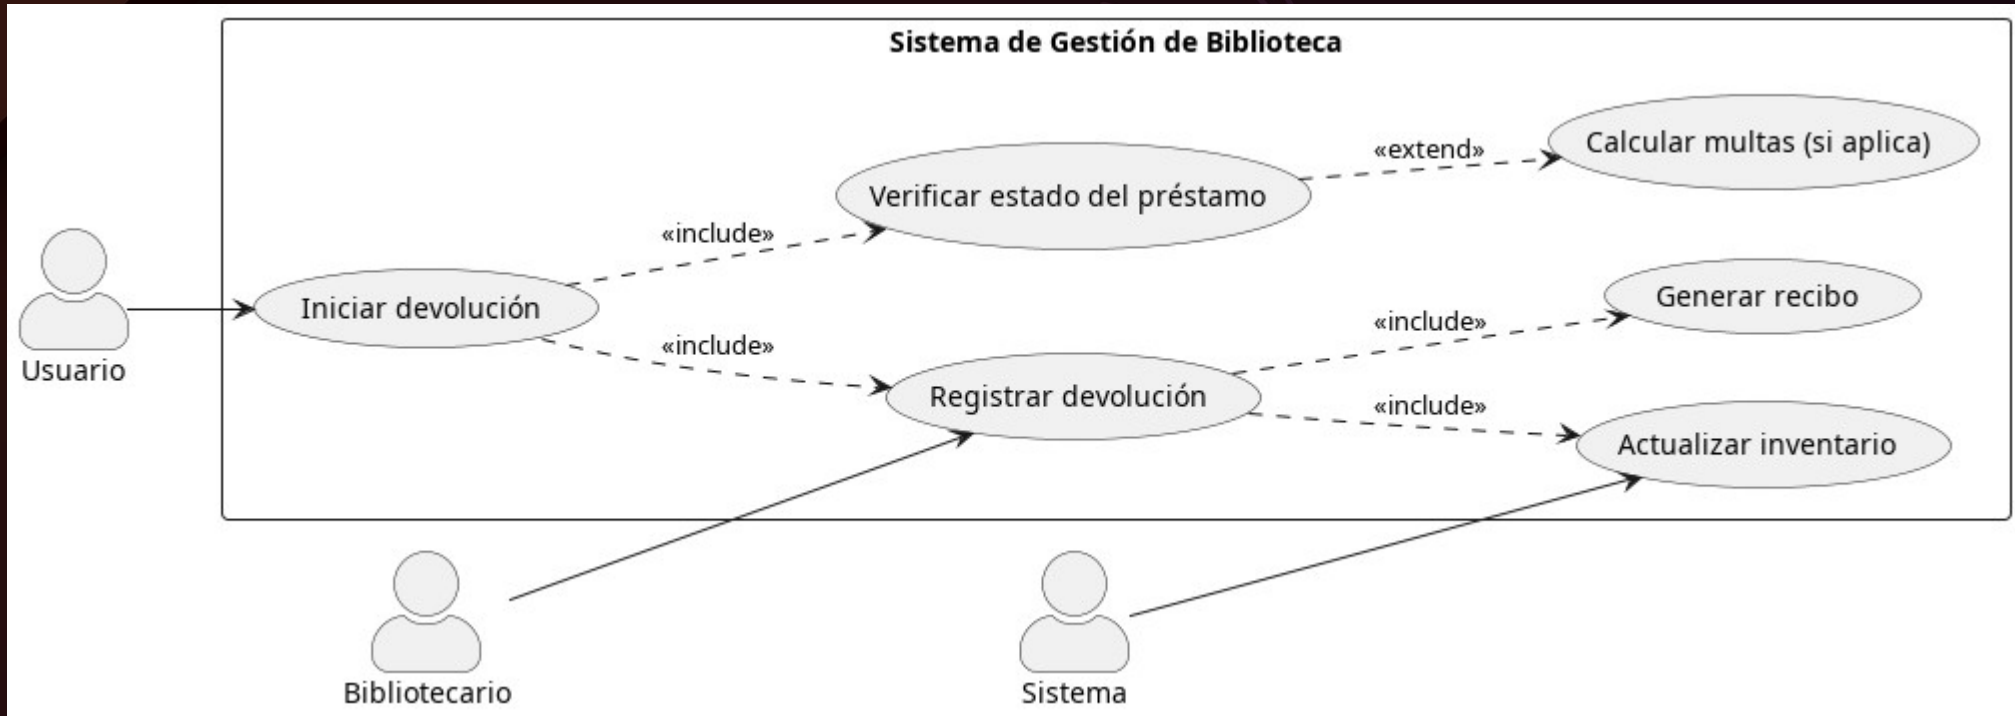 Sistema de Gestión de Biblioteca
Calcular multas (si aplica)
«extend»
Verificar estado del préstamo
«include»
Iniciar devolución
Generar recibo
«include»
«include»
Usuario
Registrar devolución
«include»
Actualizar inventario
Bibliotecario
Sistema